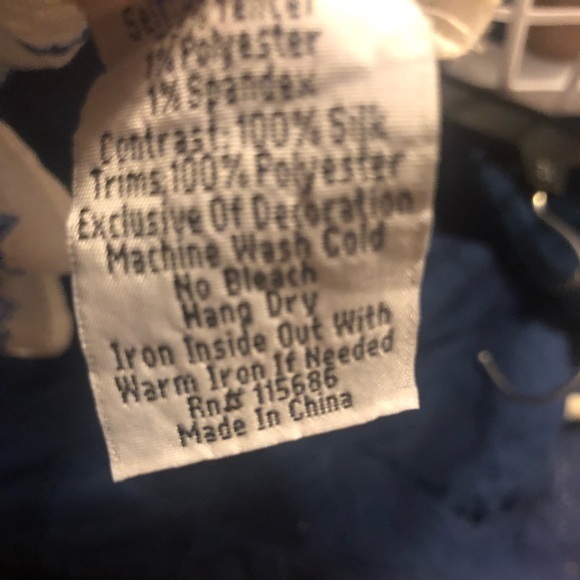 Polyester
1% Spandex
Contrast: 100% Silk
Trims: 100% Polyester
Exclusive Of Decoration
Machine Wash Cold
No Bleach
Hang Dry
Iron Inside Out With
Warm Iron If Needed
Rn# 115686
Made In China